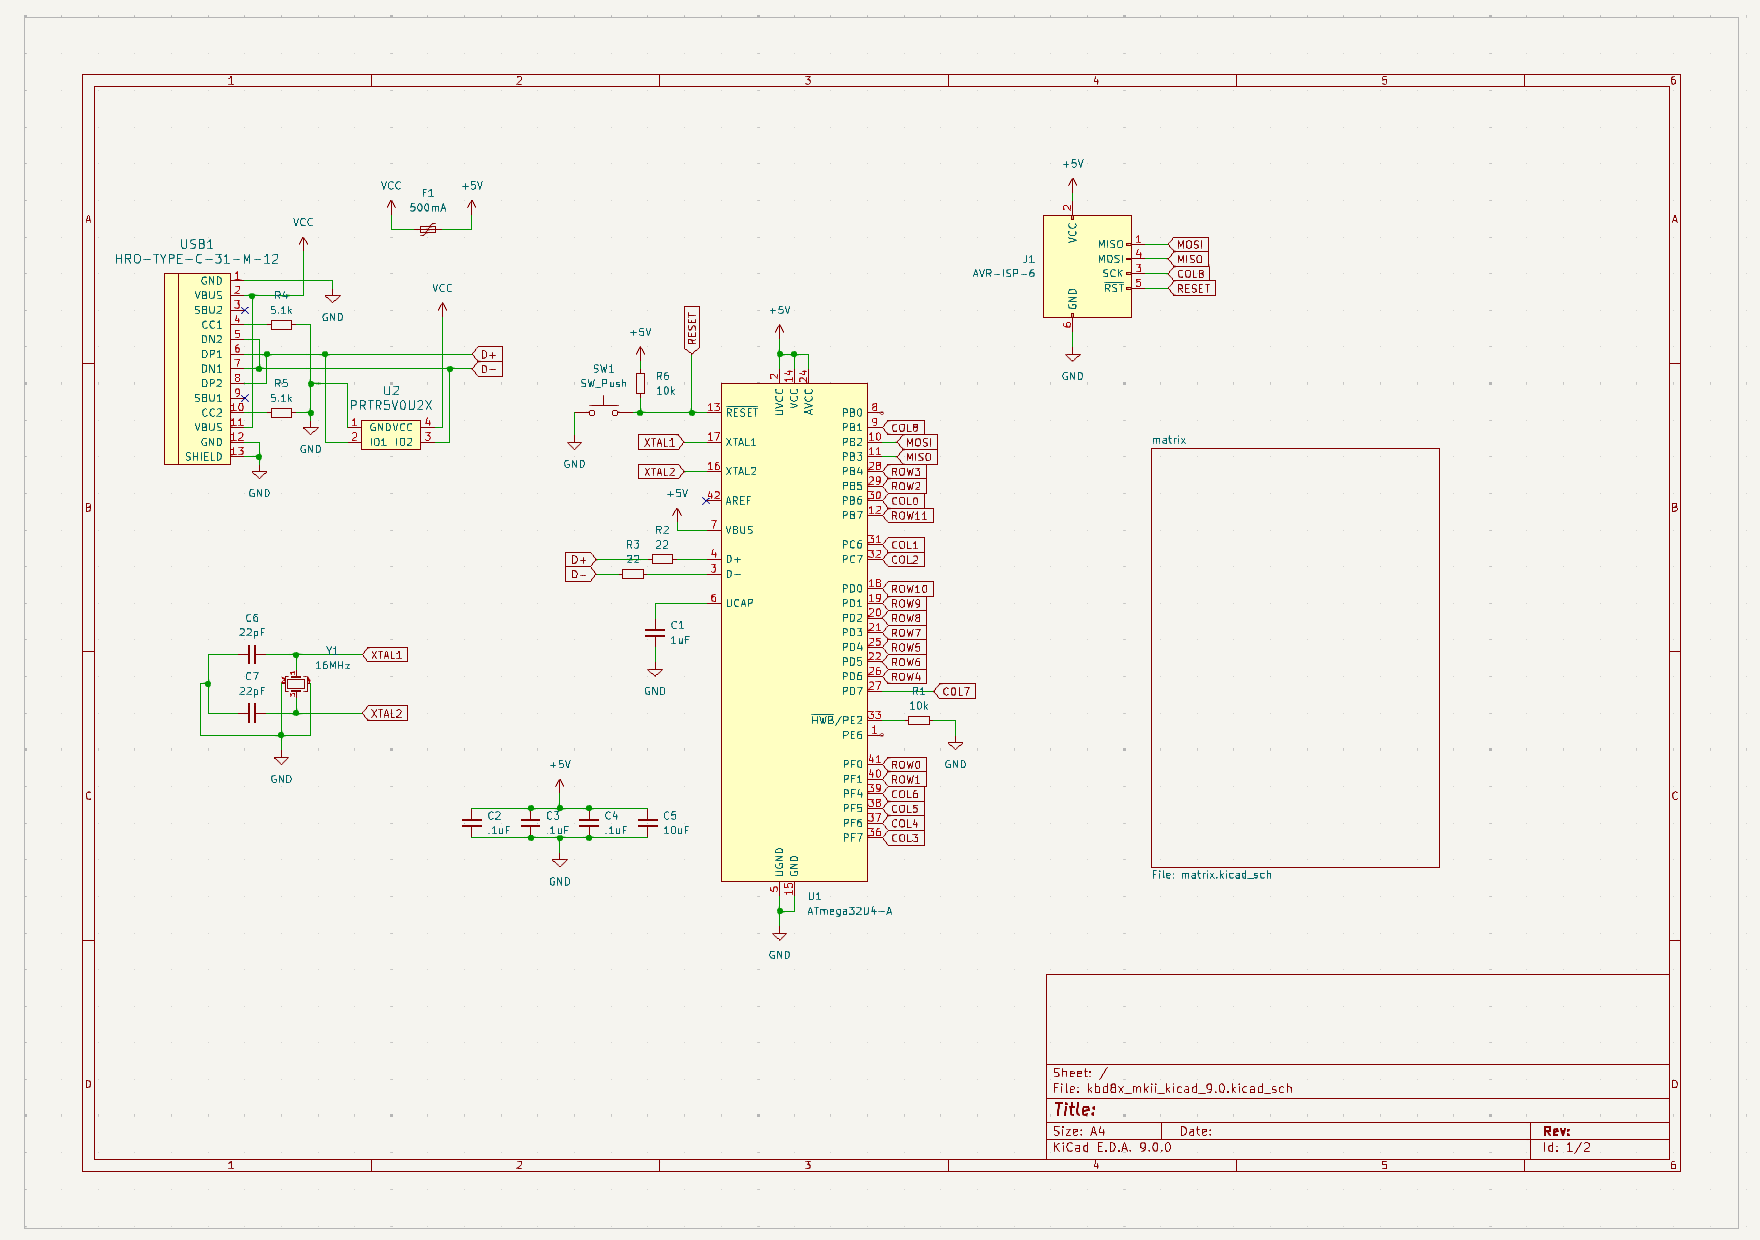 1 2 3 4 5 6
A A
B B
C C
D D
1 2 3 4 5 6
VCC F1 +5V
500mA
VCC
USB1
HRO-TYPE-C-31-M-12
GND 1
VBUS 2
SBU2 3
CC1 4
DN2 5
DP1 6
DN1 7
DP2 8
SBU1 9
CC2 10
VBUS 11
GND 12
SHIELD 13
R4
5.1k
R5
5.1k
GND
GND
GND
VCC
D+
D-
U2
PRTR5V0U2X
1 GND VCC 4
2 IO1 IO2 3
C6
22pF
C7
22pF
Y1
16MHz
XTAL1
XTAL2
GND
+5V
C2
.1uF
C3
.1uF
C4
.1uF
C5
10uF
GND
SW1
SW_Push
+5V
R6
10k
RESET
GND
XTAL1
XTAL2
+5V
R2
22
R3
22
D+
D-
C1
1uF
GND
+5V
2 14 24
UVCC VCC AVCC
13 RESET
17 XTAL1
16 XTAL2
42 AREF
7 VBUS
4 D+
3 D-
6 UCAP
PB0 8
PB1 9 COL8
PB2 10 MOSI
PB3 11 MISO
PB4 28 ROW3
PB5 29 ROW2
PB6 30 COL0
PB7 12 ROW11
PC6 31 COL1
PC7 32 COL2
PD0 18 ROW10
PD1 19 ROW9
PD2 20 ROW8
PD3 21 ROW7
PD4 25 ROW5
PD5 22 ROW6
PD6 26 ROW4
PD7 27 COL7
R1
10k
HWB/PE2 33
PE6 1
GND
PF0 41 ROW0
PF1 40 ROW1
PF4 39 COL6
PF5 38 COL5
PF6 37 COL4
PF7 36 COL3
UGND GND
5 15
U1
ATmega32U4-A
GND
+5V
2
VCC
J1
AVR-ISP-6
MISO 1 MOSI
MOSI 4 MISO
SCK 3 COL8
RST 5 RESET
GND
6
GND
matrix
File: matrix.kicad_sch
Sheet: /
File: kbd8x_mkii_kicad_9.0.kicad_sch
Title:
Size: A4 Date: Rev:
KiCad E.D.A. 9.0.0 Id: 1/2